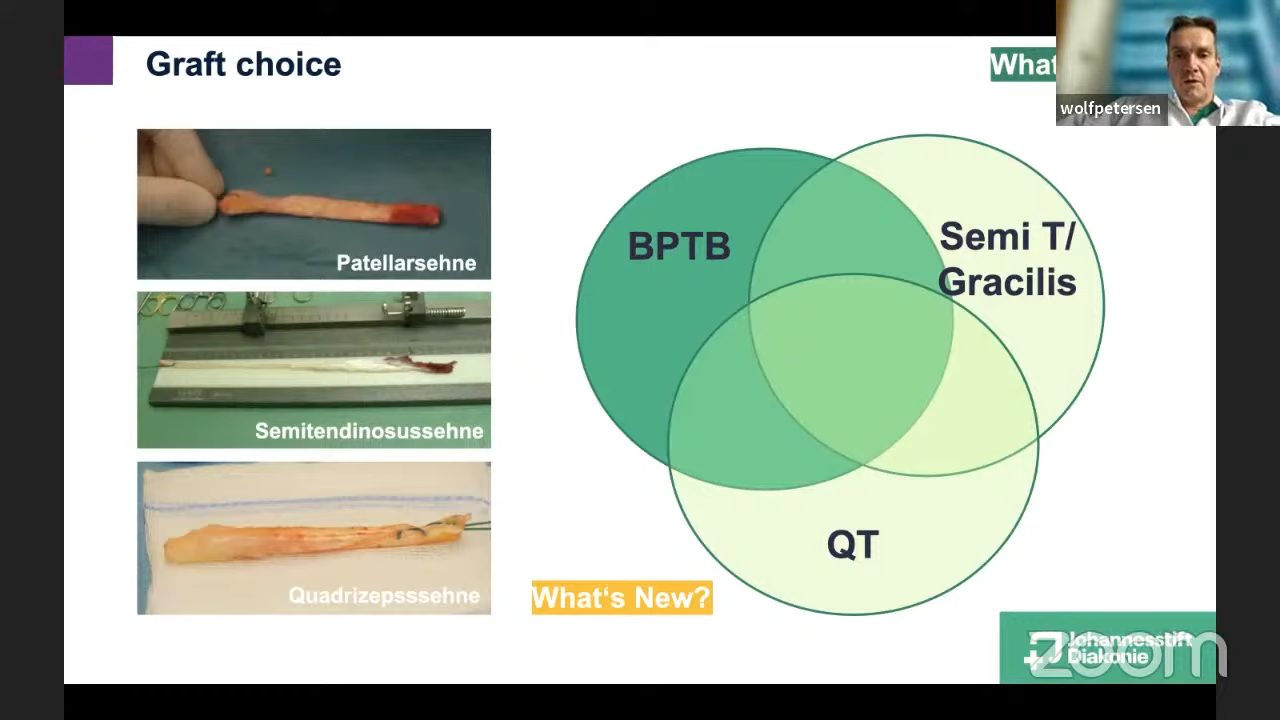 Graft choice
What
wolfpetersen
Patellarsehne
Semitendinosussehne
Quadrizepsssehne
BPTB
Semi T/
Gracilis
QT
What‘s New?
Johannesstift
Diakonie
zoom